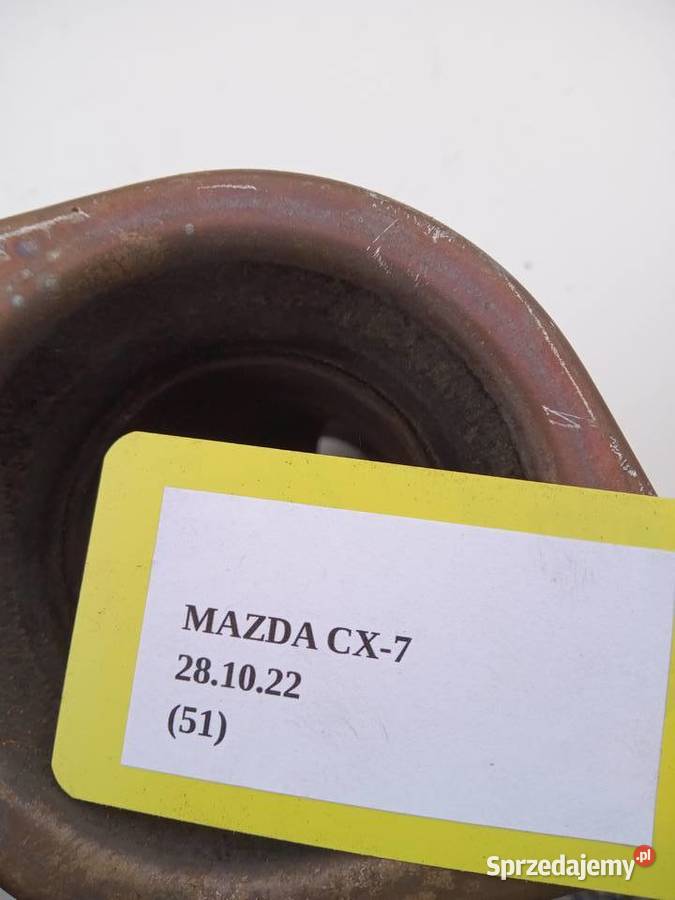 MAZDA CX-7
28.10.22
(51)
Sprzedajemy.pl